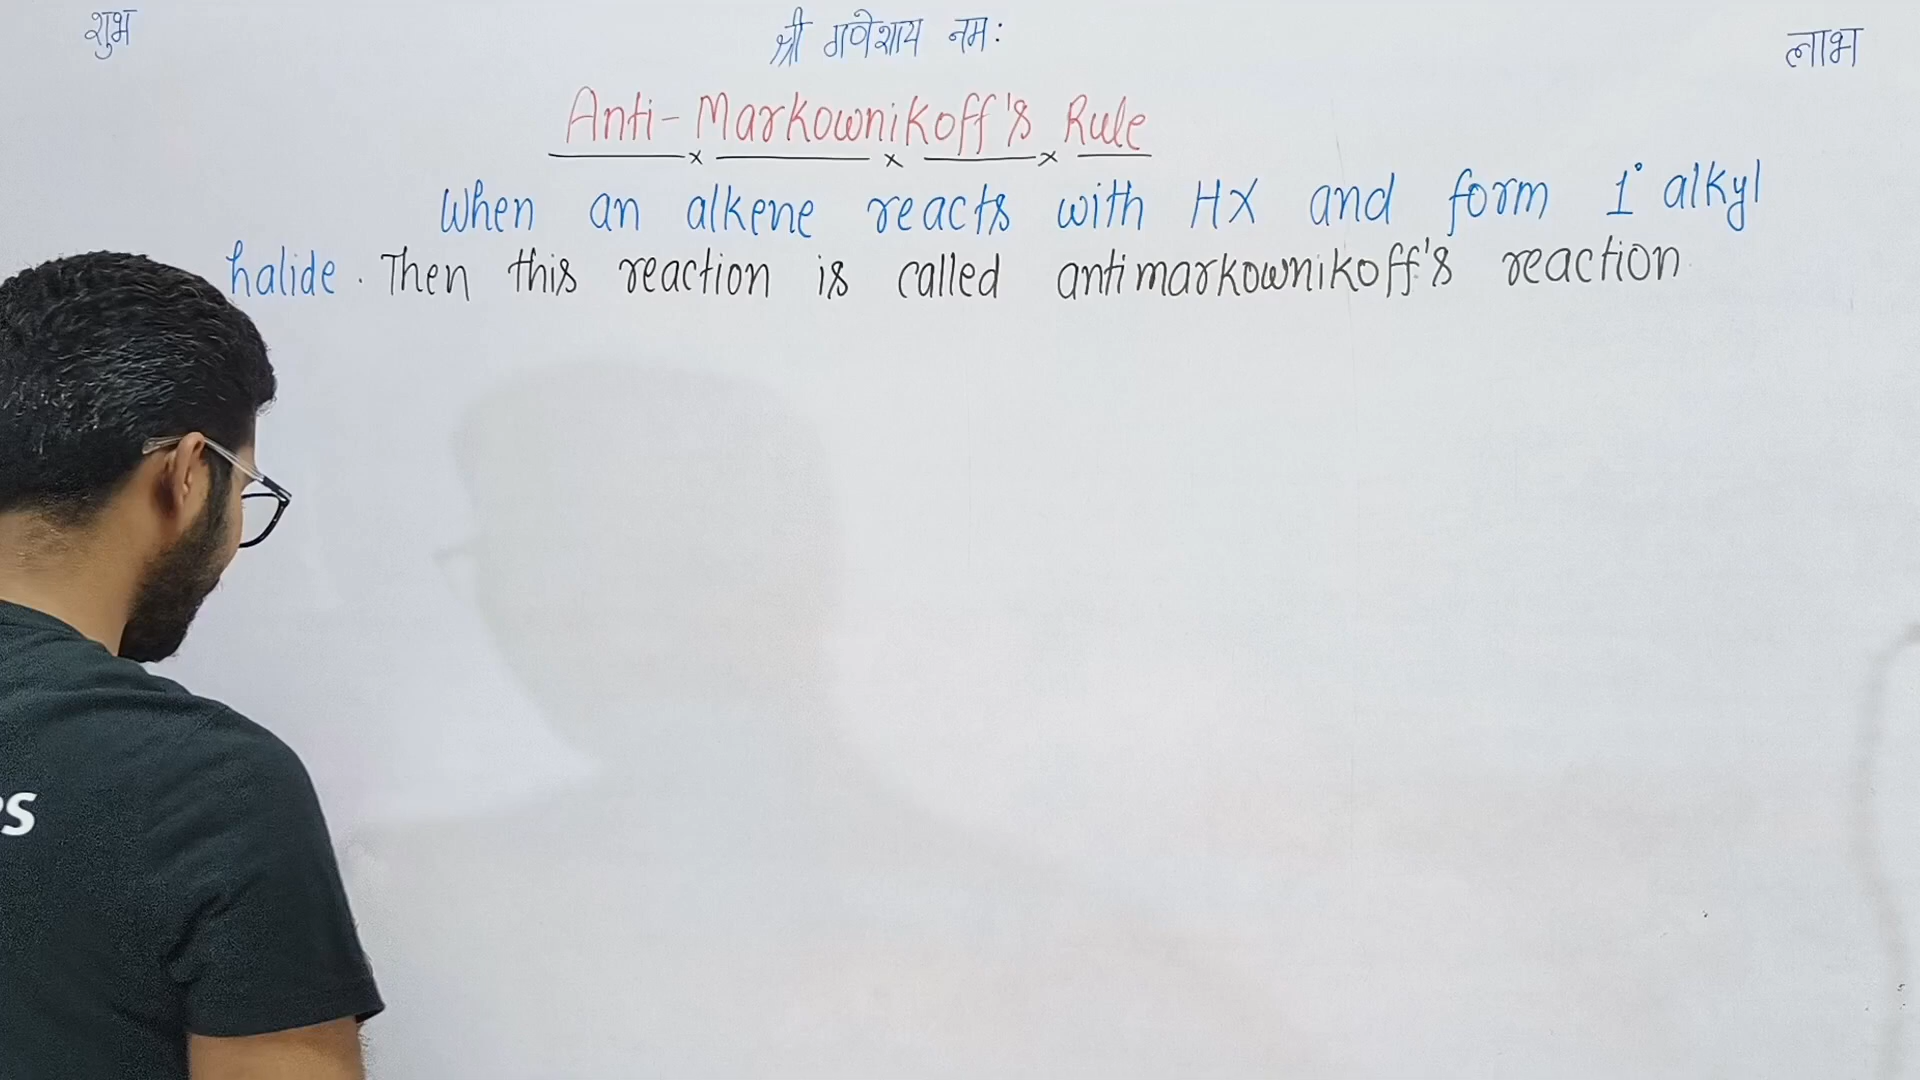 शुभ श्री गणेशाय नम: लाभ
Anti-Markownikoff's Rule
When an alkene reacts with HX and form 1° alkyl
halide. Then this reaction is called antimarkownikoff's reaction